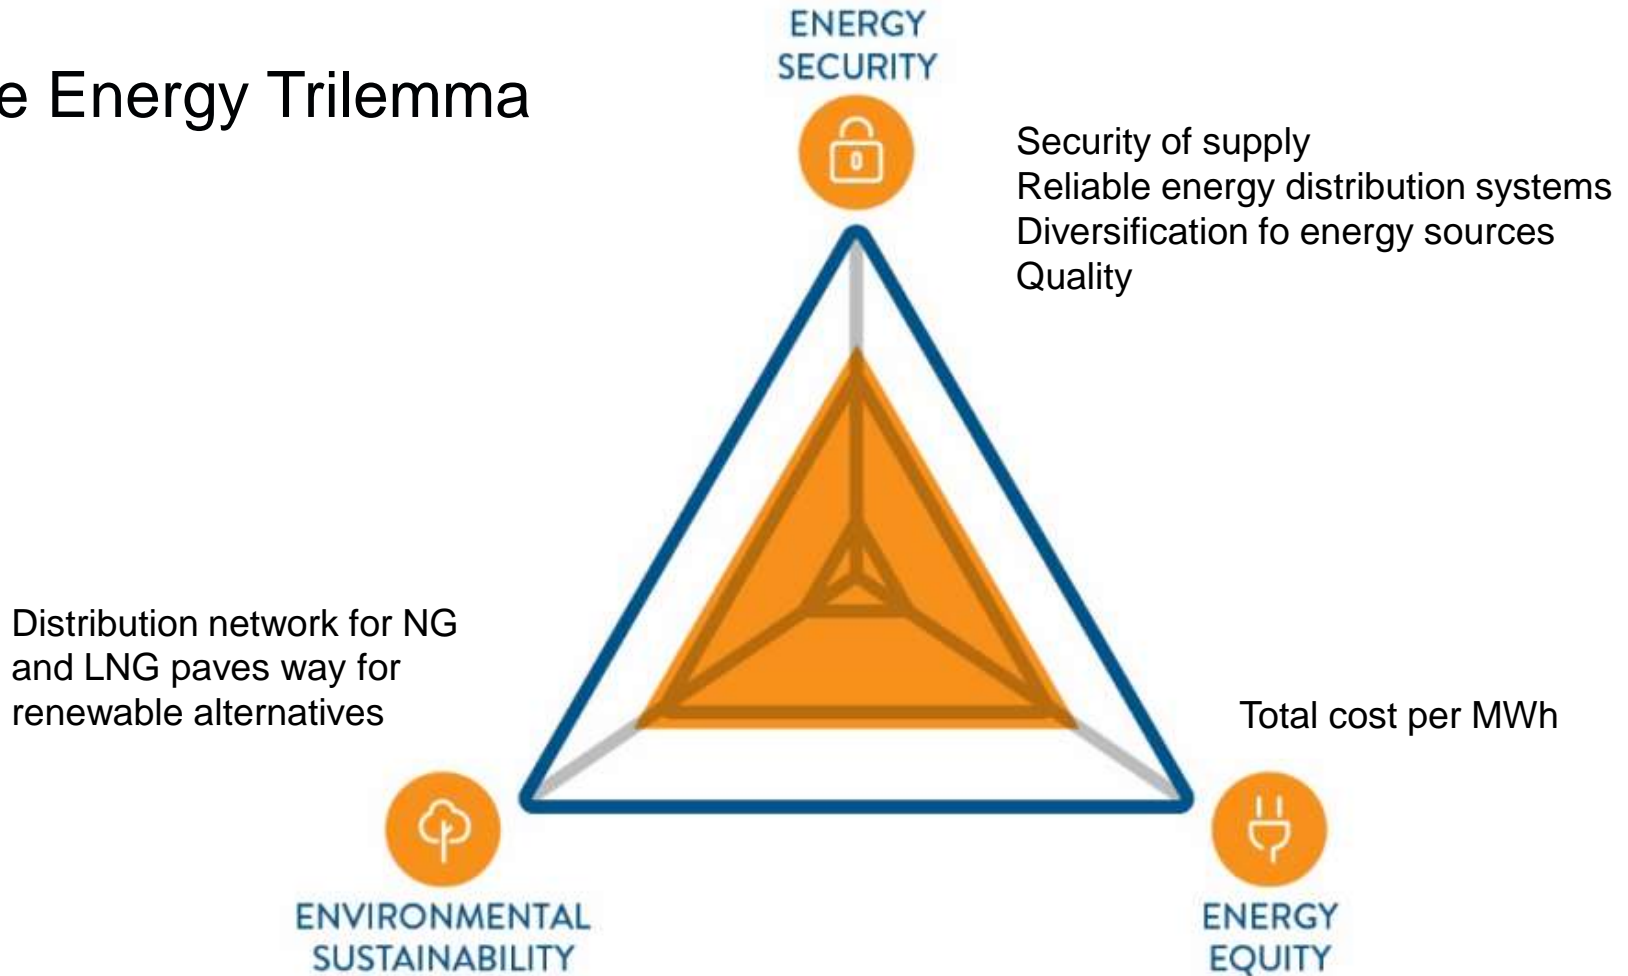 e Energy Trilemma
ENERGY
SECURITY
Security of supply
Reliable energy distribution systems
Diversification fo energy sources
Quality
Distribution network for NG
and LNG paves way for
renewable alternatives
Total cost per MWh
ENVIRONMENTAL
SUSTAINABILITY
ENERGY
EQUITY